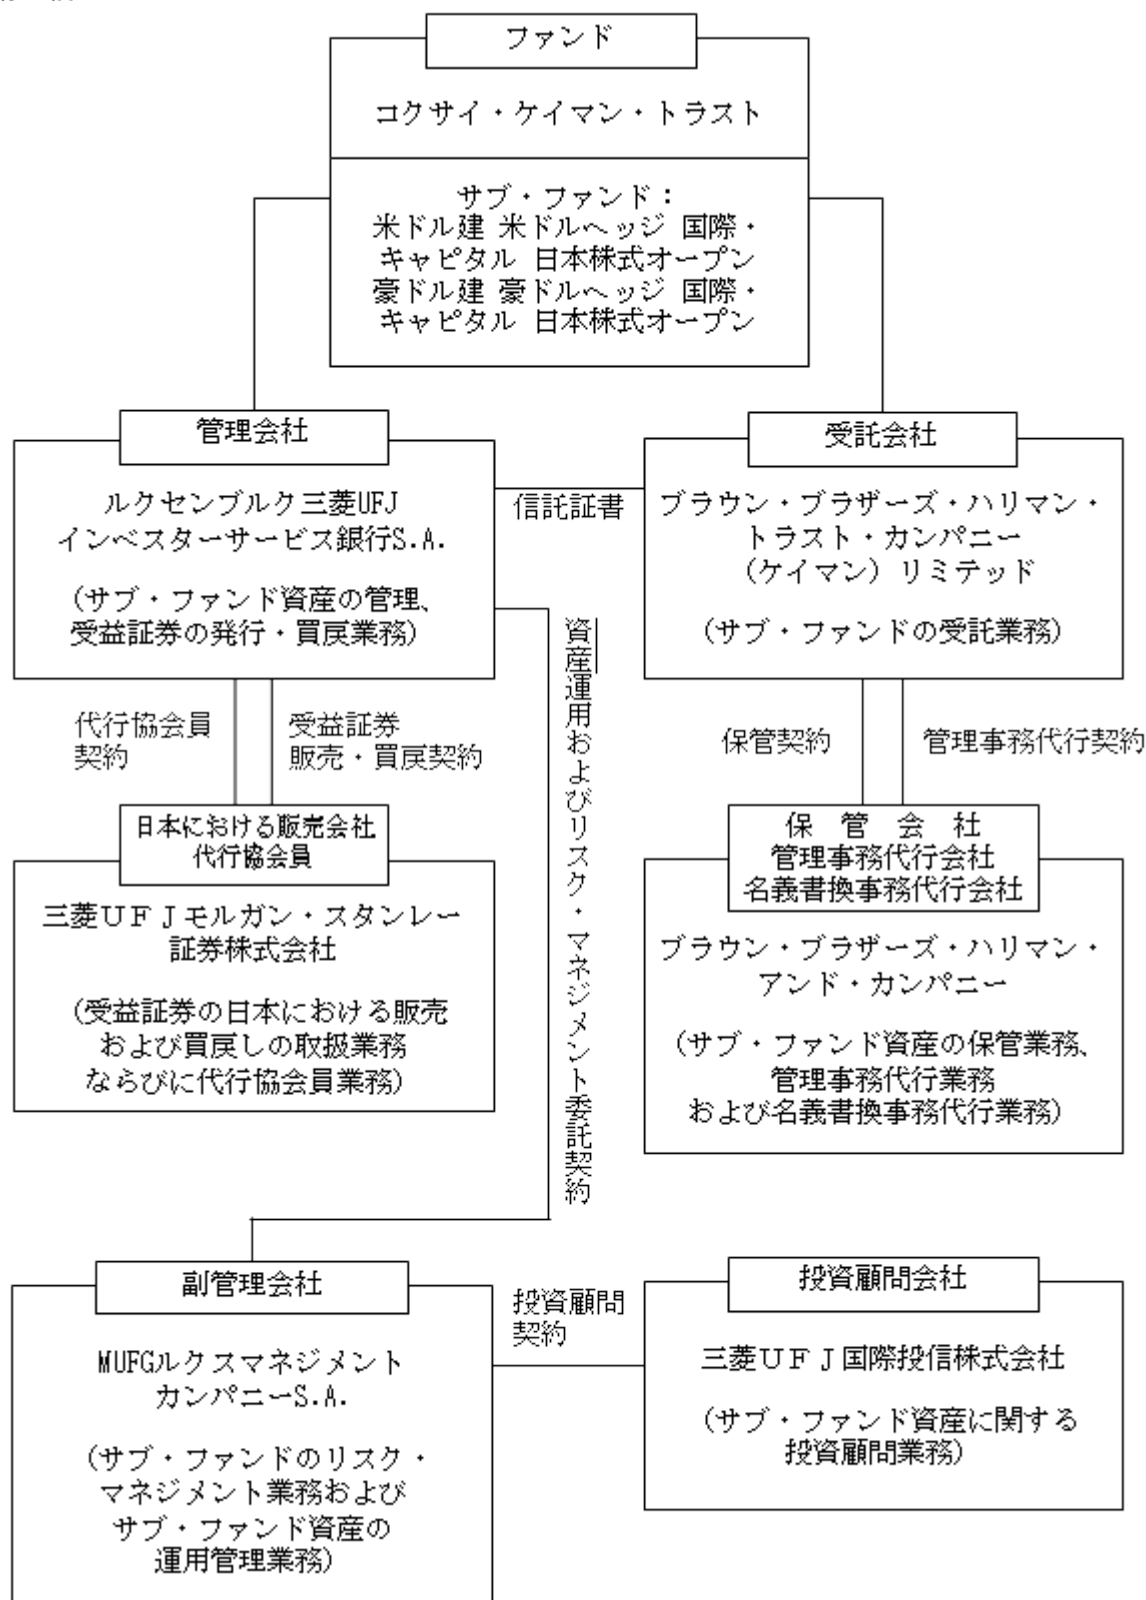 ファンド
コクサイ・ケイマン・トラスト
サブ・ファンド：
米ドル建 米ドルヘッジ 国際・
キャピタル 日本株式オープン
豪ドル建 豪ドルヘッジ 国際・
キャピタル 日本株式オープン
管理会社
ルクセンブルク三菱UFJ
インベスターサービス銀行S.A.
（サブ・ファンド資産の管理、
受益証券の発行・買戻業務）
信託証書
受託会社
ブラウン・ブラザーズ・ハリマン・
トラスト・カンパニー
（ケイマン）リミテッド
（サブ・ファンドの受託業務）
代行協会員
契約
受益証券
販売・買戻契約
資産運用およびリスク・マネジメント委託契約
保管契約
管理事務代行契約
日本における販売会社
代行協会員
三菱ＵＦＪモルガン・スタンレー
証券株式会社
（受益証券の日本における販売
および買戻しの取扱業務
ならびに代行協会員業務）
保管会社
管理事務代行会社
名義書換事務代行会社
ブラウン・ブラザーズ・ハリマン・
アンド・カンパニー
（サブ・ファンド資産の保管業務、
管理事務代行業務
および名義書換事務代行業務）
副管理会社
MUFGルクスマネジメント
カンパニーS.A.
（サブ・ファンドのリスク・
マネジメント業務および
サブ・ファンド資産の
運用管理業務）
投資顧問
契約
投資顧問会社
三菱ＵＦＪ国際投信株式会社
（サブ・ファンド資産に関する
投資顧問業務）